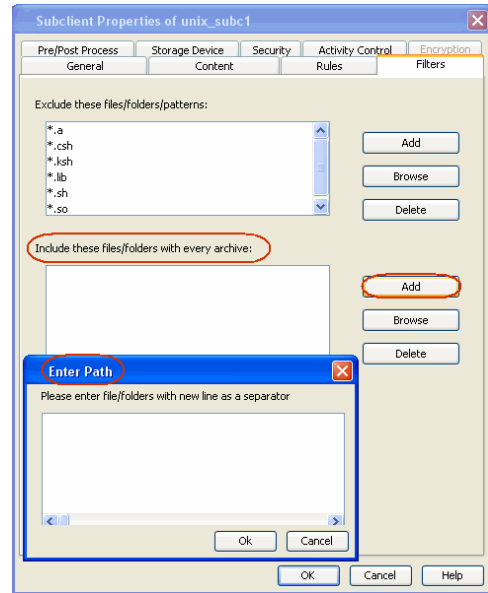 Subclient Properties of unix_subc1
Pre/Post Process Storage Device Security Activity Control Encryption
General Content Rules Filters
Exclude these files/folders/patterns:
*.a
*.csh
*.ksh
*.lib
*.sh
*.so
Add
Browse
Delete
Include these files/folders with every archive:
Add
Browse
Delete
Enter Path
Please enter file/folders with new line as a separator
Ok Cancel
OK Cancel Help